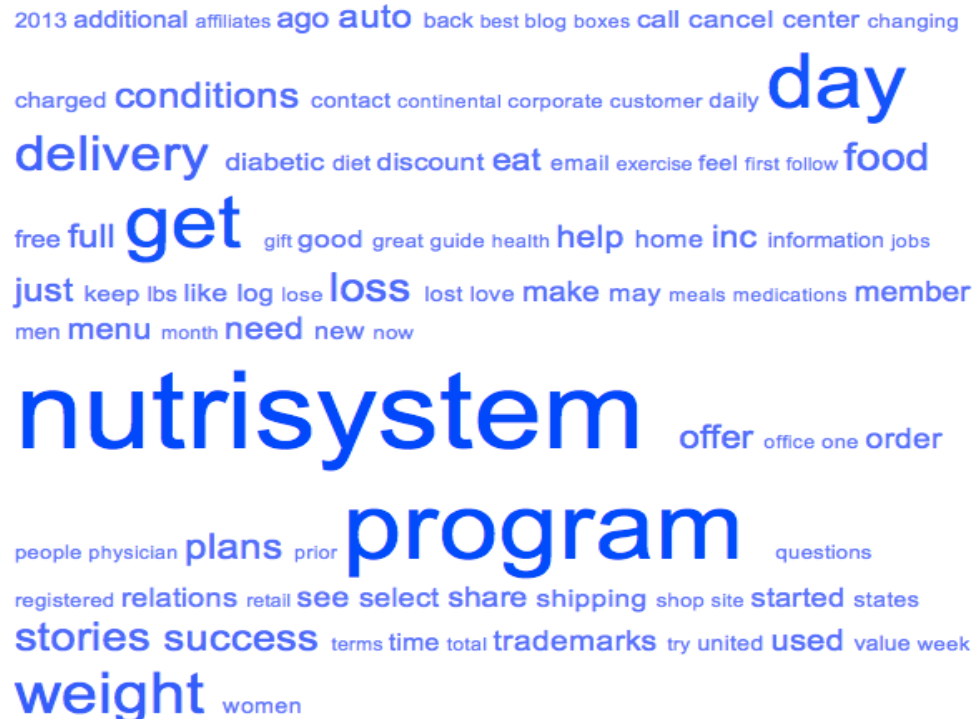 2013 additional affiliates ago auto back best blog boxes call cancel center changing
charged conditions contact continental corporate customer daily day
delivery diabetic diet discount eat email exercise feel first follow food
free full get gift good great guide health help home inc information jobs
just keep lbs like log lose loss lost love make may meals medications member
men menu month need new now
nutrisystem offer office one order
people physician plans prior program questions
registered relations retail see select share shipping shop site started states
stories success terms time total trademarks try united used value week
weight women